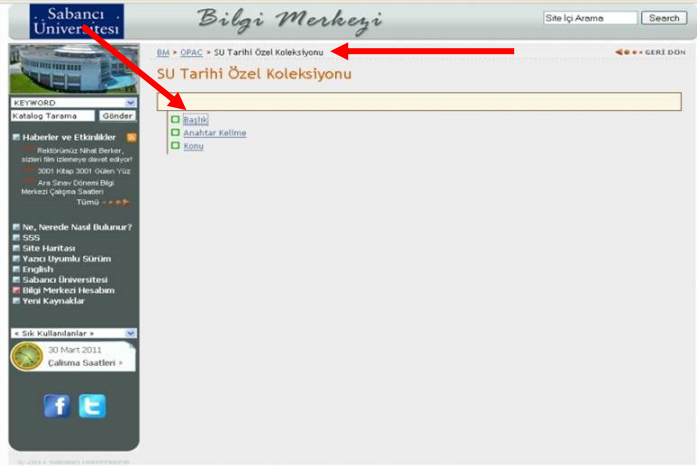 Sabancı
Üniversitesi
Bilgi Merkezi
Site İçi Arama
Search
BM > OPAC > SU Tarihi Özel Koleksiyonu
GERİ DÖN
SU Tarihi Özel Koleksiyonu
KEYWORD
Katalog Tarama
Gönder
Başlık
Anahtar Kelime
Konu
Haberler ve Etkinlikler
Rektörümüz Nihat Berker,
sizleri film izlemeye davet ediyor!
3001 Kitap 3001 Gülen Yüz
Ara Sınav Dönemi Bilgi
Merkezi Çalışma Saatleri
Tümü
Ne, Nerede Nasıl Bulunur?
SSS
Site Haritası
Yazıcı Uyumlu Sürüm
English
Sabancı Üniversitesi
Bilgi Merkezi Hesabım
Yeni Kaynaklar
« Sık Kullanılanlar »
30 Mart 2011
Çalışma Saatleri »